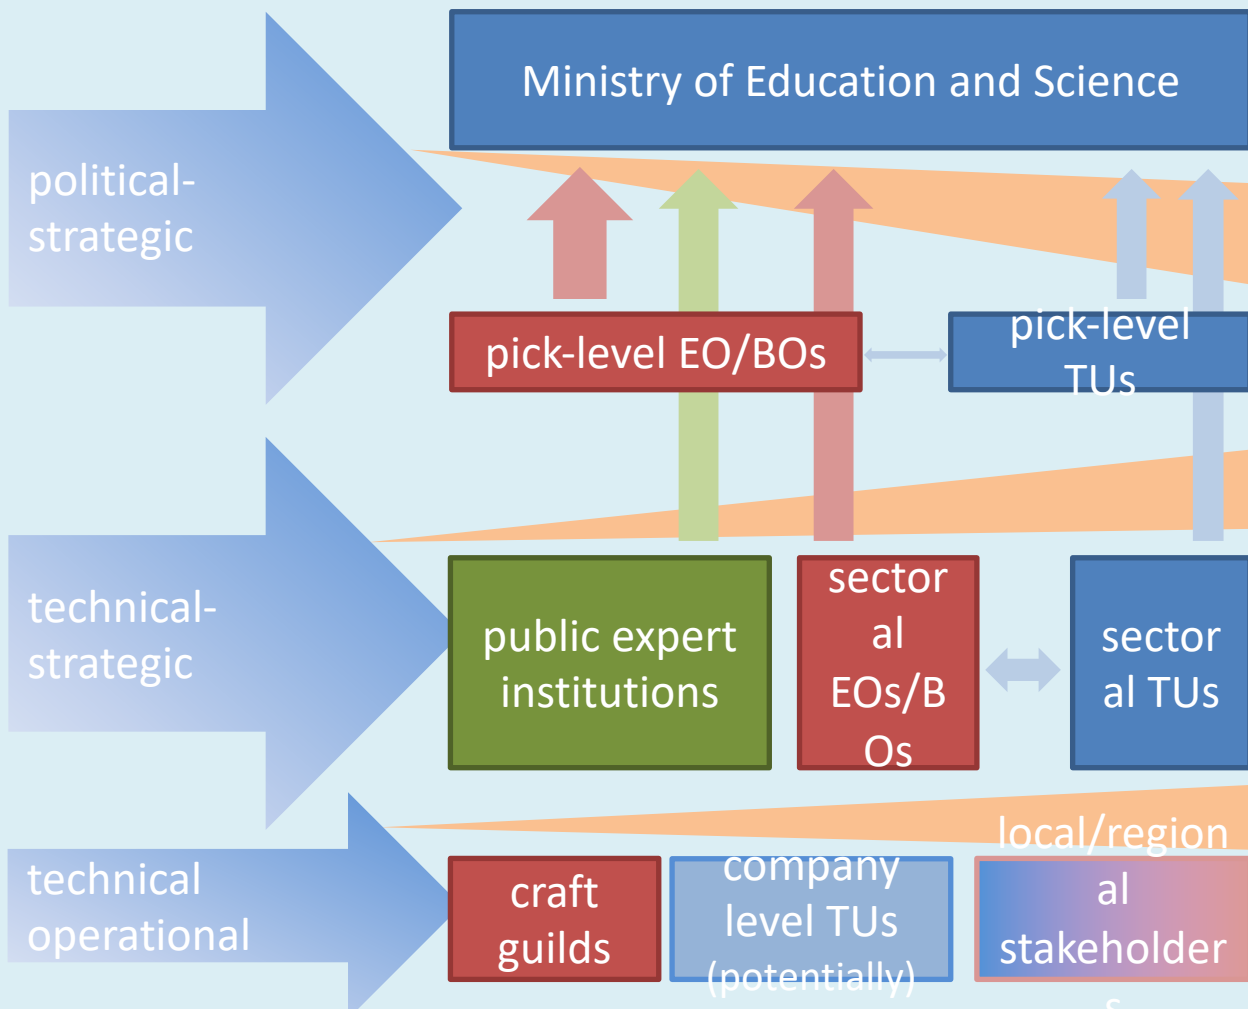 Ministry of Education and Science
political-
strategic
pick-level EO/BOs
pick-level
TUs
technical-
strategic
public expert
institutions
sector
al
EOs/B
Os
sector
al TUs
technical
operational
craft
guilds
company
level TUs
(potentially)
local/region
al
stakeholder
s